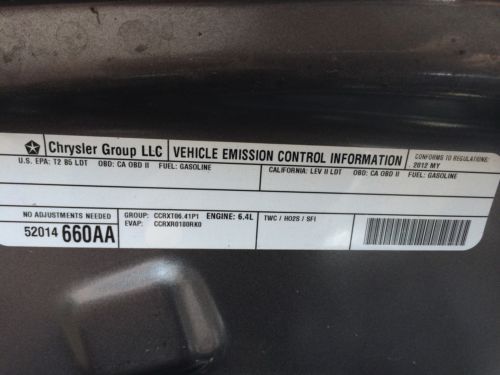 Chrysler Group LLC VEHICLE EMISSION CONTROL INFORMATION CONFORMS TO REGULATIONS:
2012 MY
U.S. EPA: T2 B5 LDT OBD: CA OBD II FUEL: GASOLINE
CALIFORNIA: LEV II LDT OBD: CA OBD II FUEL: GASOLINE
NO ADJUSTMENTS NEEDED
52014 660AA
GROUP: CCRXT06.41P1 ENGINE: 6.4L
EVAP: CCRXR0180RK0
TWC / HO2S / SFI